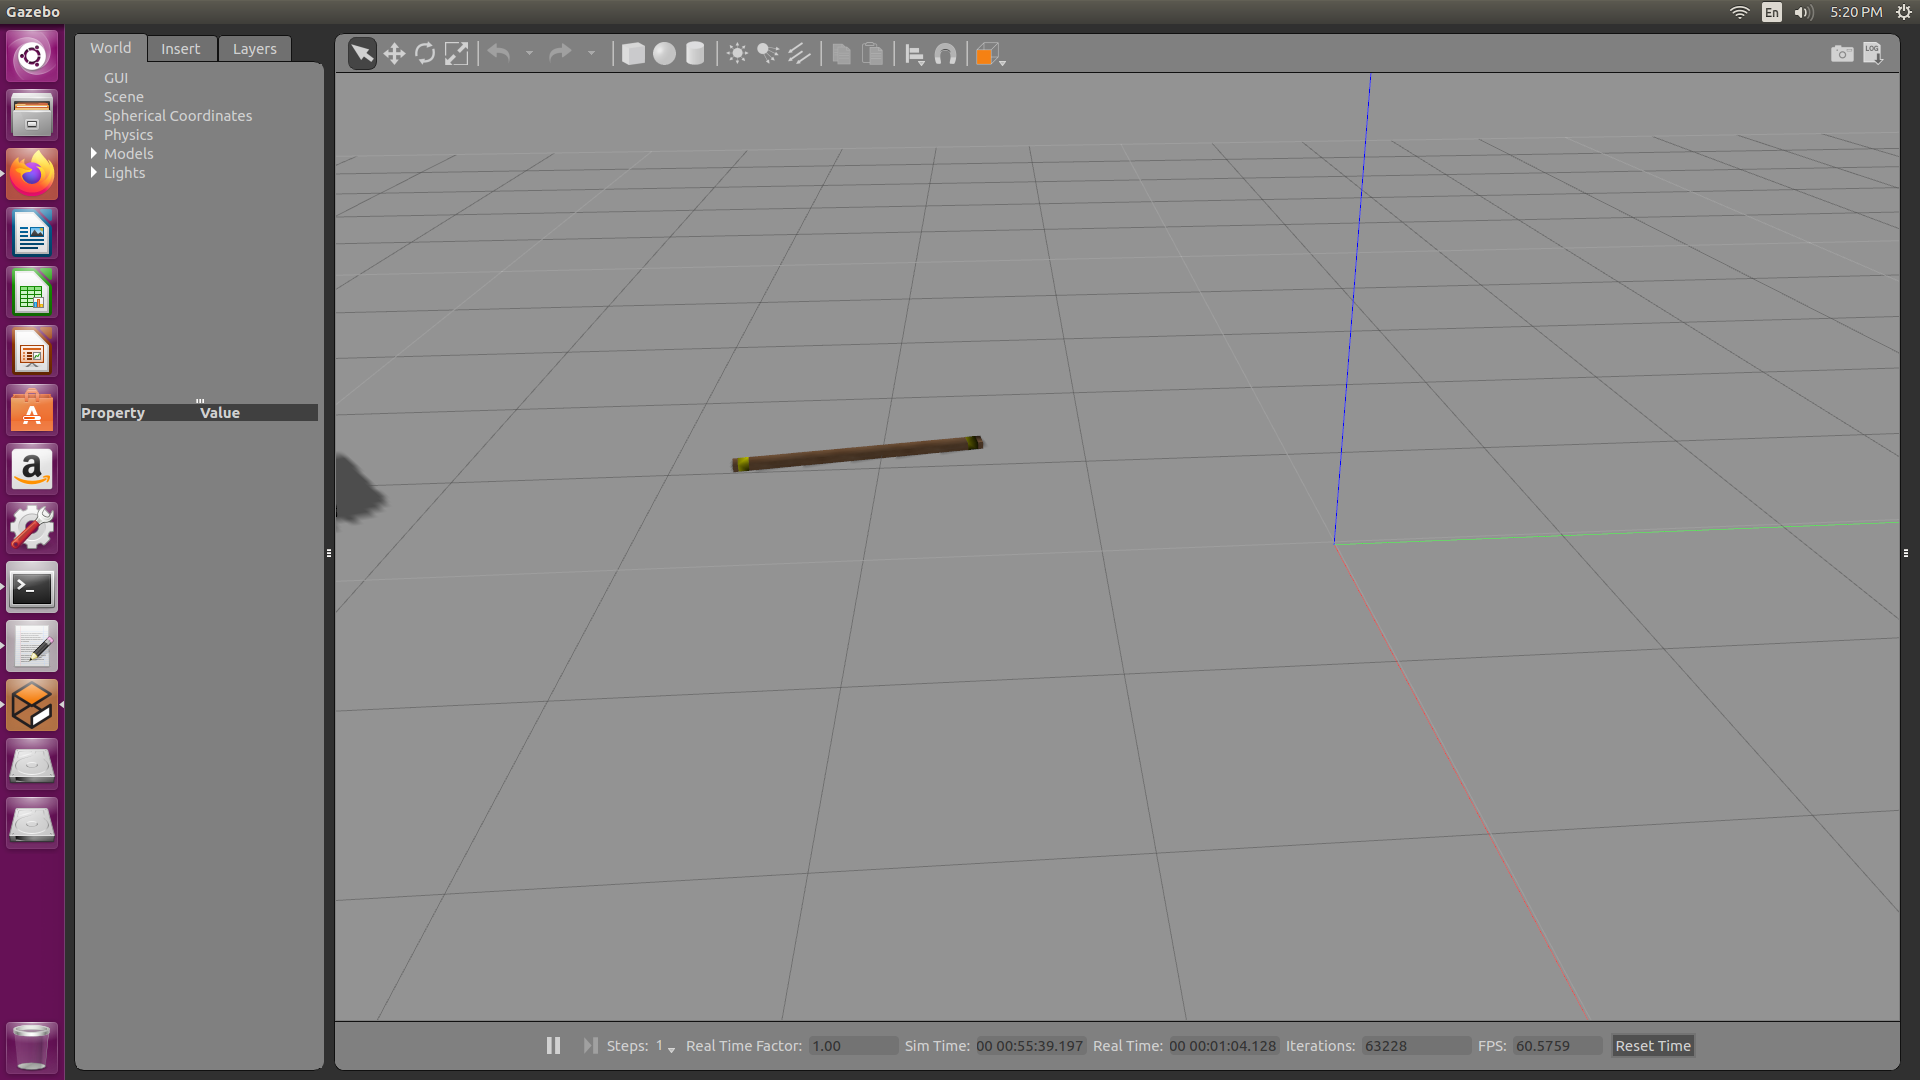 Gazebo
En
5:20 PM
World Insert Layers
LOG
GUI
Scene
Spherical Coordinates
Physics
Models
Lights
Property Value
Steps: 1 Real Time Factor: 1.00 Sim Time: 00 00:55:39.197 Real Time: 00 00:01:04.128 Iterations: 63228 FPS: 60.5759 Reset Time